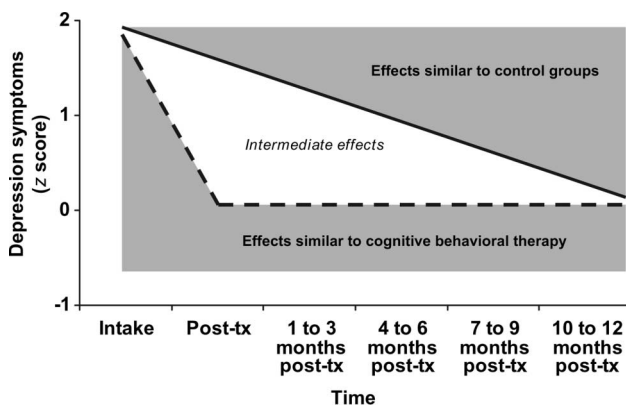 Depression symptoms
(z score)
2
1
0
-1
Effects similar to control groups
Intermediate effects
Effects similar to cognitive behavioral therapy
Intake
Post-tx
1 to 3
months
post-tx
4 to 6
months
post-tx
7 to 9
months
post-tx
10 to 12
months
post-tx
Time